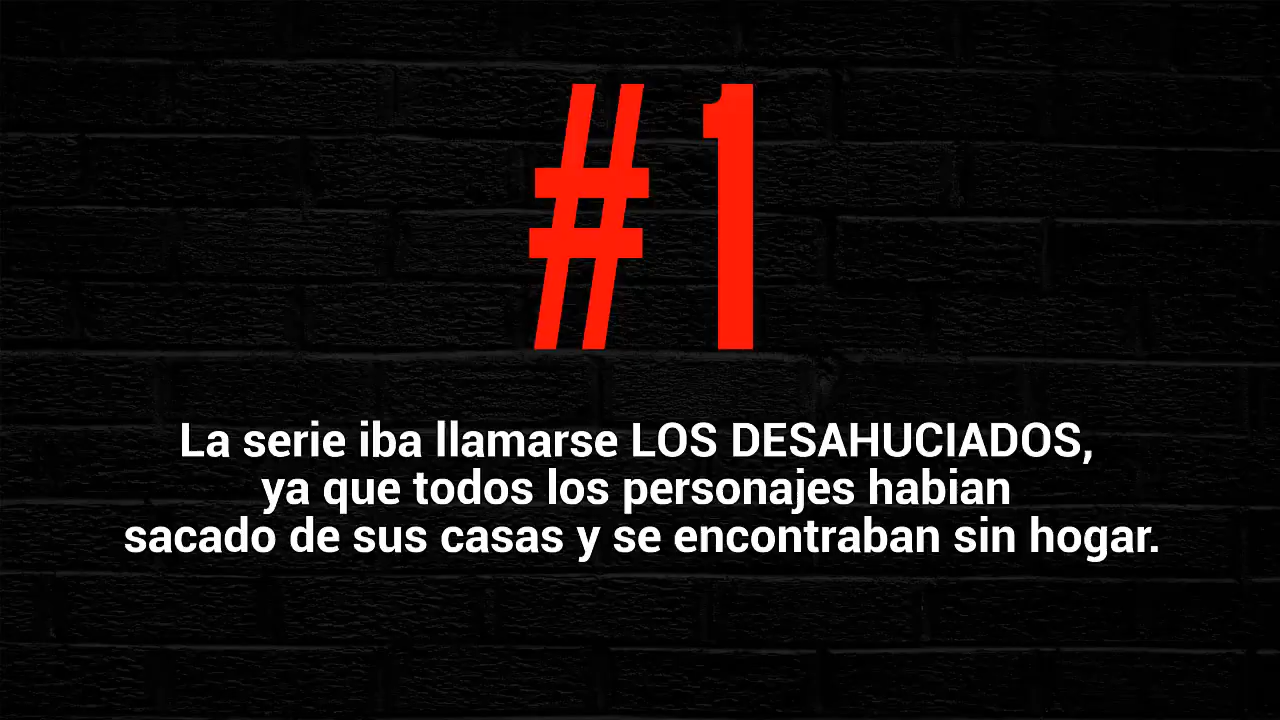 #1
La serie iba llamarse LOS DESAHUCIADOS,
ya que todos los personajes habian
sacado de sus casas y se encontraban sin hogar.